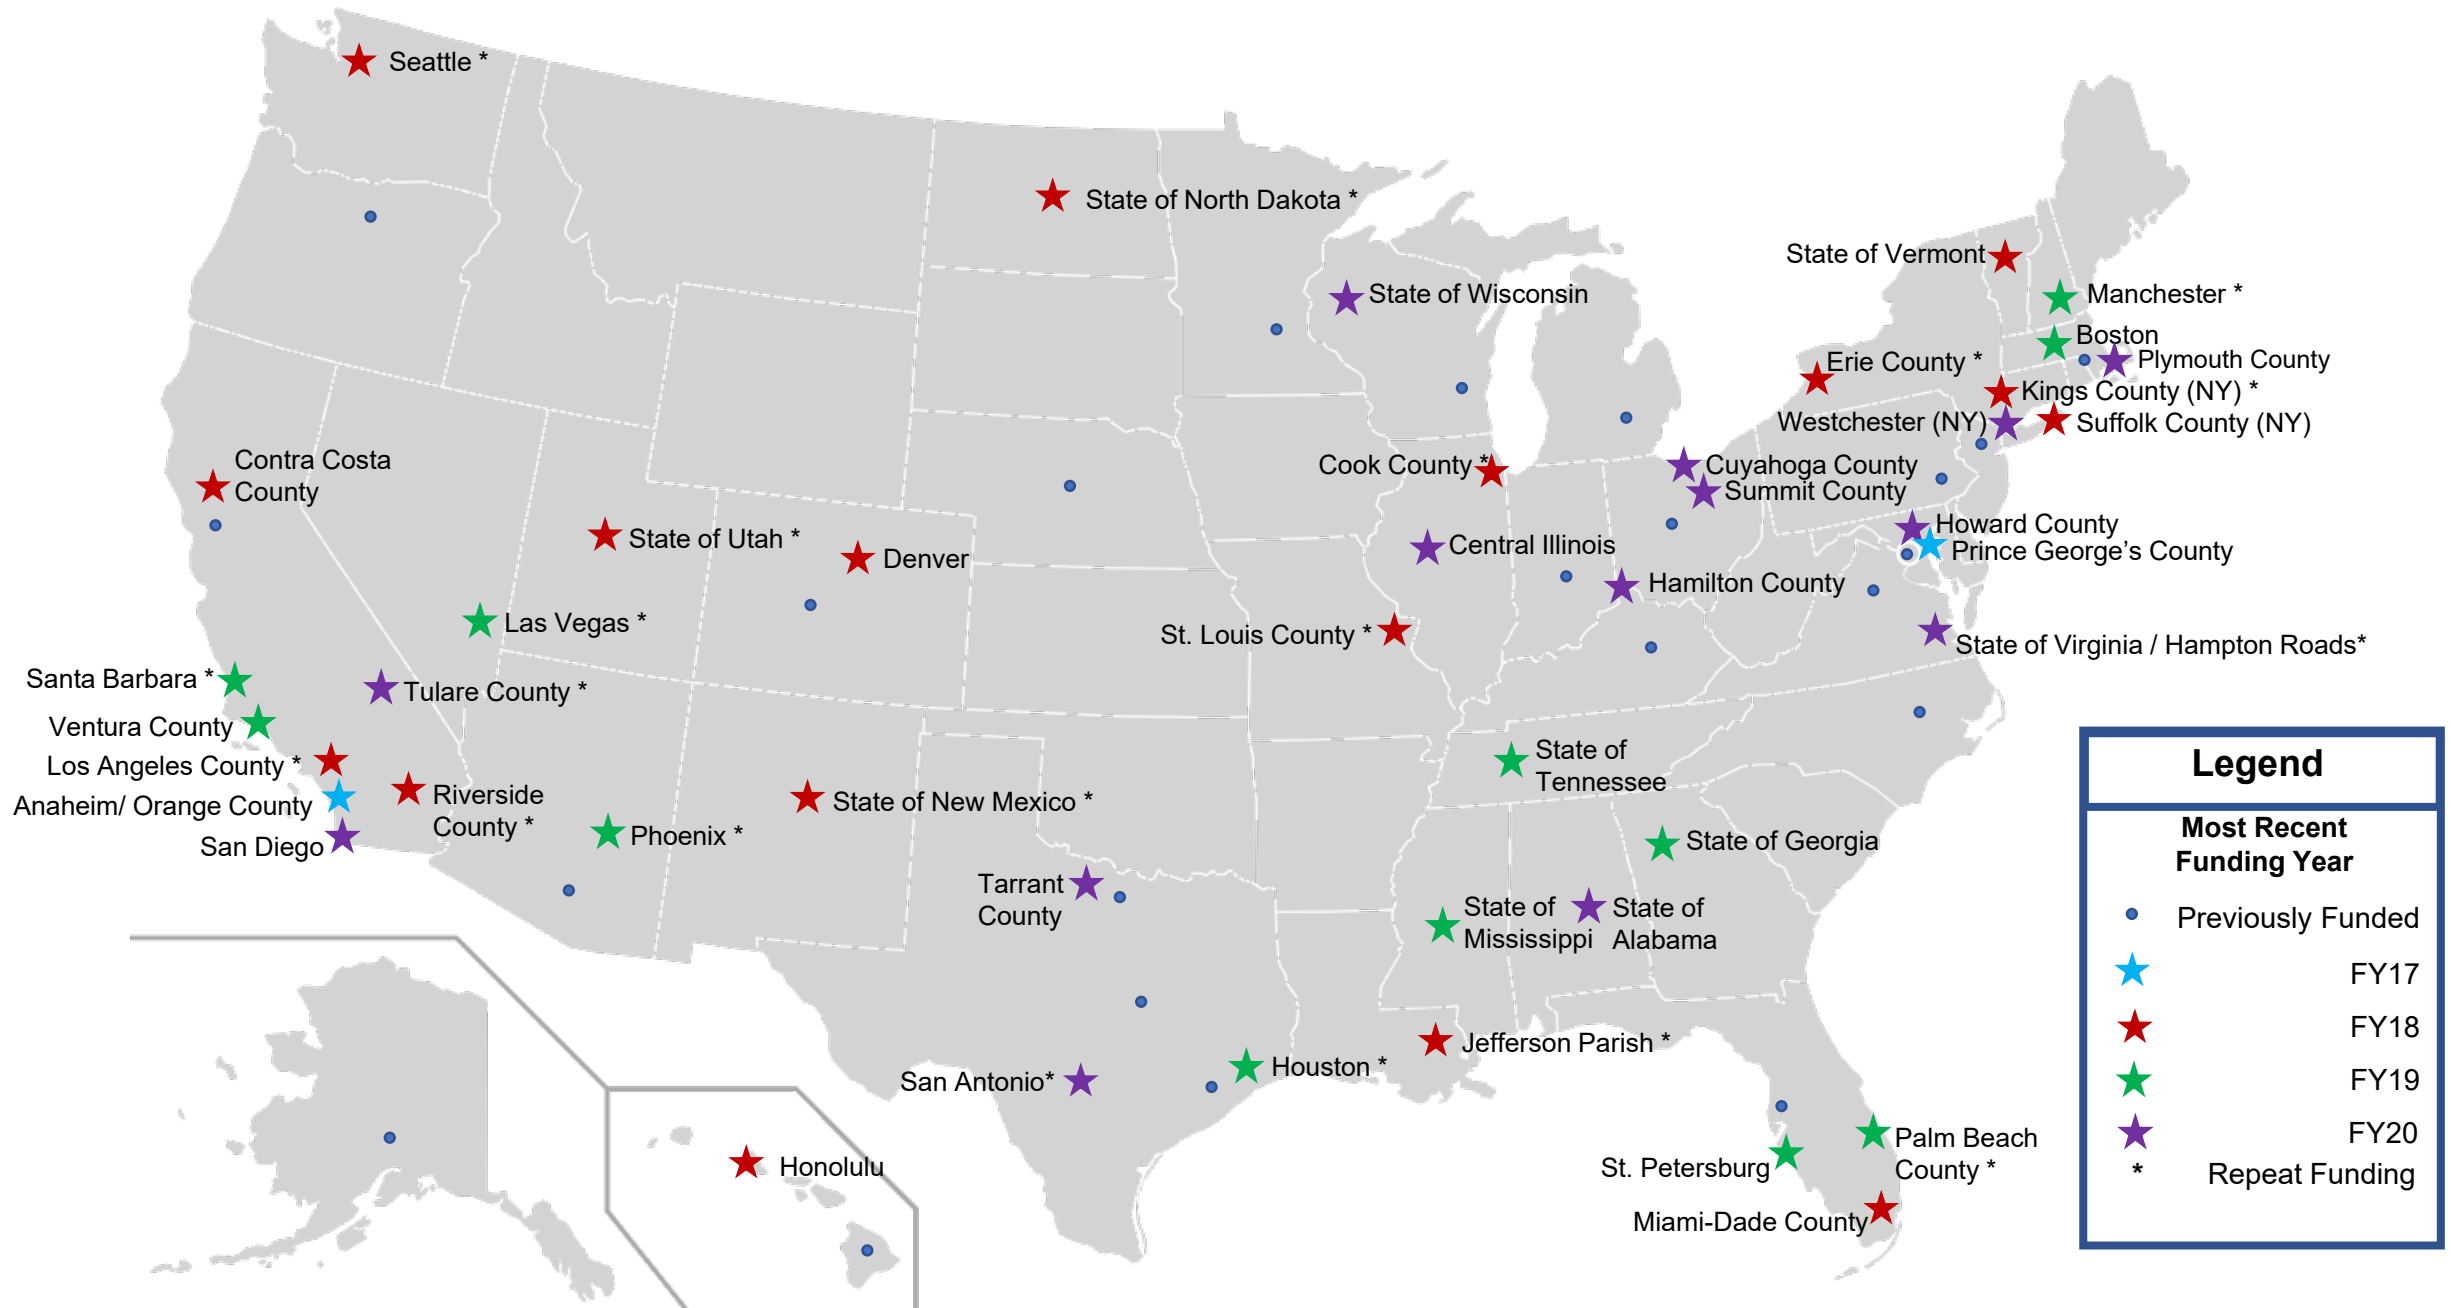 Seattle *
State of North Dakota *
State of Vermont
State of Wisconsin
Manchester *
Boston
Erie County *
Plymouth County
Kings County (NY) *
Westchester (NY)
Suffolk County (NY)
Contra Costa
County
Cook County *
Cuyahoga County
Summit County
State of Utah *
Denver
Central Illinois
Howard County
Prince George’s County
Hamilton County
Las Vegas *
St. Louis County *
State of Virginia / Hampton Roads*
Santa Barbara *
Tulare County *
Ventura County
Los Angeles County *
Anaheim/ Orange County
Riverside
County *
San Diego
Phoenix *
State of New Mexico *
State of
Tennessee
State of Georgia
Tarrant
County
State of
Mississippi
State of
Alabama
San Antonio*
Houston *
Jefferson Parish *
Honolulu
St. Petersburg
Palm Beach
County *
Miami-Dade County
Legend
Most Recent
Funding Year
Previously Funded
FY17
FY18
FY19
FY20
* Repeat Funding